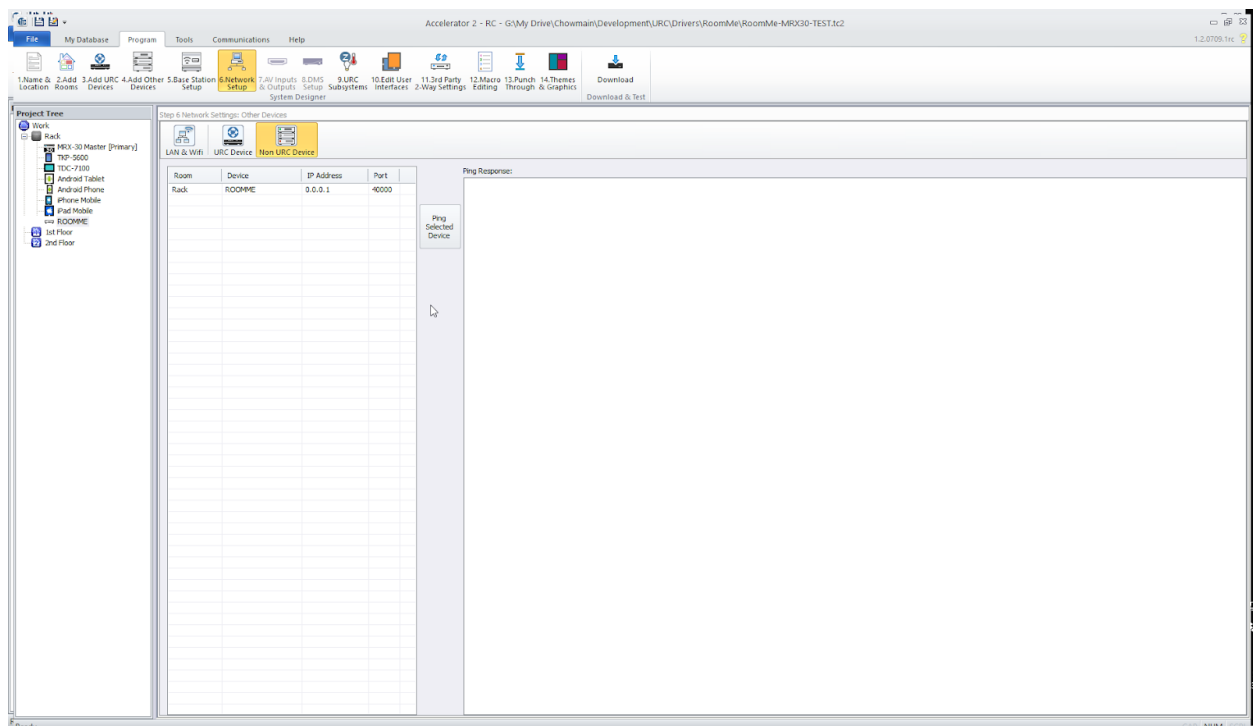 Accelerator 2 - RC - G:\My Drive\Chowmain\Development\URC\Drivers\RoomMe\RoomMe-MRX30-TEST.tc2
File My Database Program Tools Communications Help 1.2.0709.1rc
1.Name & 2.Add 3.Add URC 4.Add Other 5.Base Station 6.Network 7.AV Inputs 8.DMS 9.URC 10.Edit User 11.3rd Party 12.Macro 13.Punch 14.Themes Download
Location Rooms Devices Devices Setup Setup & Outputs Setup Subsystems Interfaces 2-Way Settings Editing Through & Graphics
System Designer Download & Test
Project Tree
Step 6 Network Settings: Other Devices
Work
Rack
MRX-30 Master [Primary]
TKP-5600
TDC-7100
Android Tablet
Android Phone
iPhone Mobile
iPad Mobile
ROOMME
1st Floor
2nd Floor
LAN & Wifi URC Device Non URC Device
Room Device IP Address Port
Rack ROOMME 0.0.0.1 40000
Ping
Selected
Device
Ping Response:
NUM